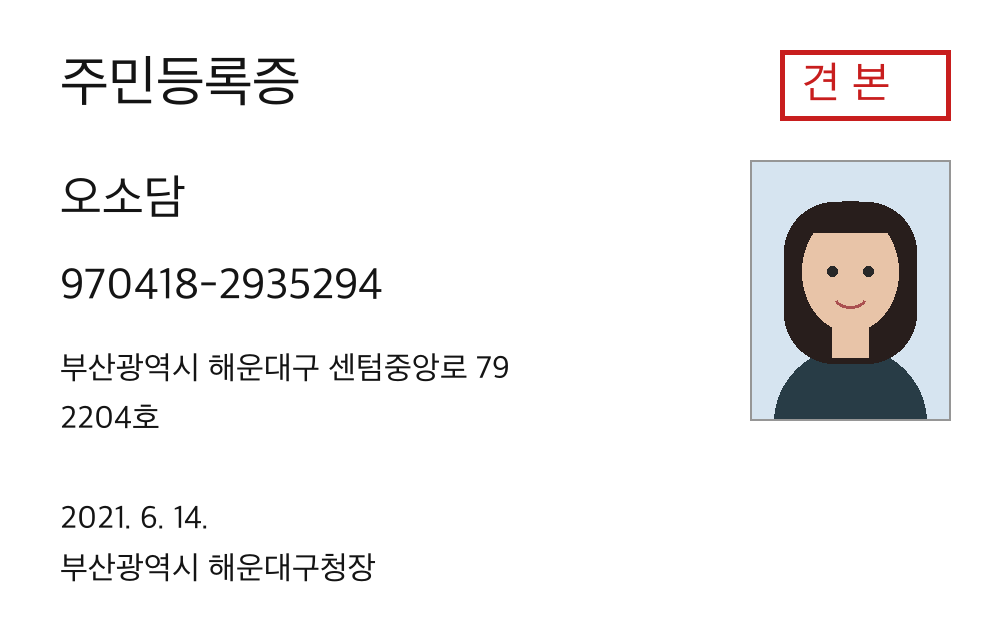 주민등록증
견본
오소담
970418-2935294
부산광역시 해운대구 센텀중앙로 79
2204호
2021. 6. 14.
부산광역시 해운대구청장